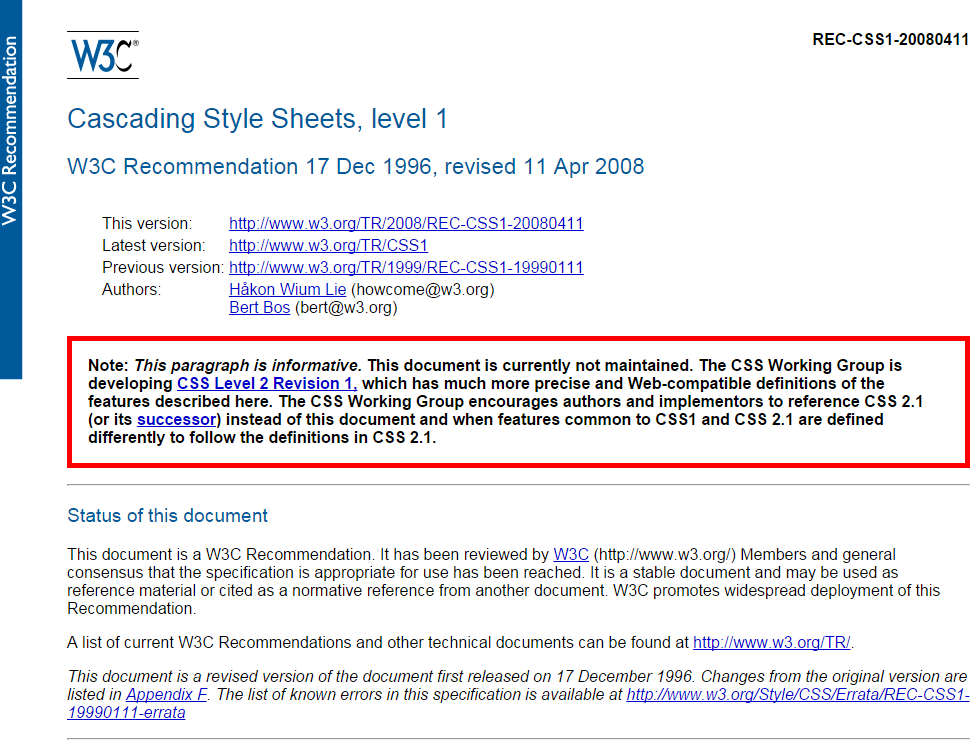 W3C Recommendation
W3C®
REC-CSS1-20080411
Cascading Style Sheets, level 1
W3C Recommendation 17 Dec 1996, revised 11 Apr 2008
This version: http://www.w3.org/TR/2008/REC-CSS1-20080411
Latest version: http://www.w3.org/TR/CSS1
Previous version: http://www.w3.org/TR/1999/REC-CSS1-19990111
Authors: Håkon Wium Lie (howcome@w3.org)
Bert Bos (bert@w3.org)
Note: This paragraph is informative. This document is currently not maintained. The CSS Working Group is
developing CSS Level 2 Revision 1, which has much more precise and Web-compatible definitions of the
features described here. The CSS Working Group encourages authors and implementors to reference CSS 2.1
(or its successor) instead of this document and when features common to CSS1 and CSS 2.1 are defined
differently to follow the definitions in CSS 2.1.
Status of this document
This document is a W3C Recommendation. It has been reviewed by W3C (http://www.w3.org/) Members and general
consensus that the specification is appropriate for use has been reached. It is a stable document and may be used as
reference material or cited as a normative reference from another document. W3C promotes widespread deployment of this
Recommendation.
A list of current W3C Recommendations and other technical documents can be found at http://www.w3.org/TR/.
This document is a revised version of the document first released on 17 December 1996. Changes from the original version are
listed in Appendix F. The list of known errors in this specification is available at http://www.w3.org/Style/CSS/Errata/REC-CSS1-
19990111-errata